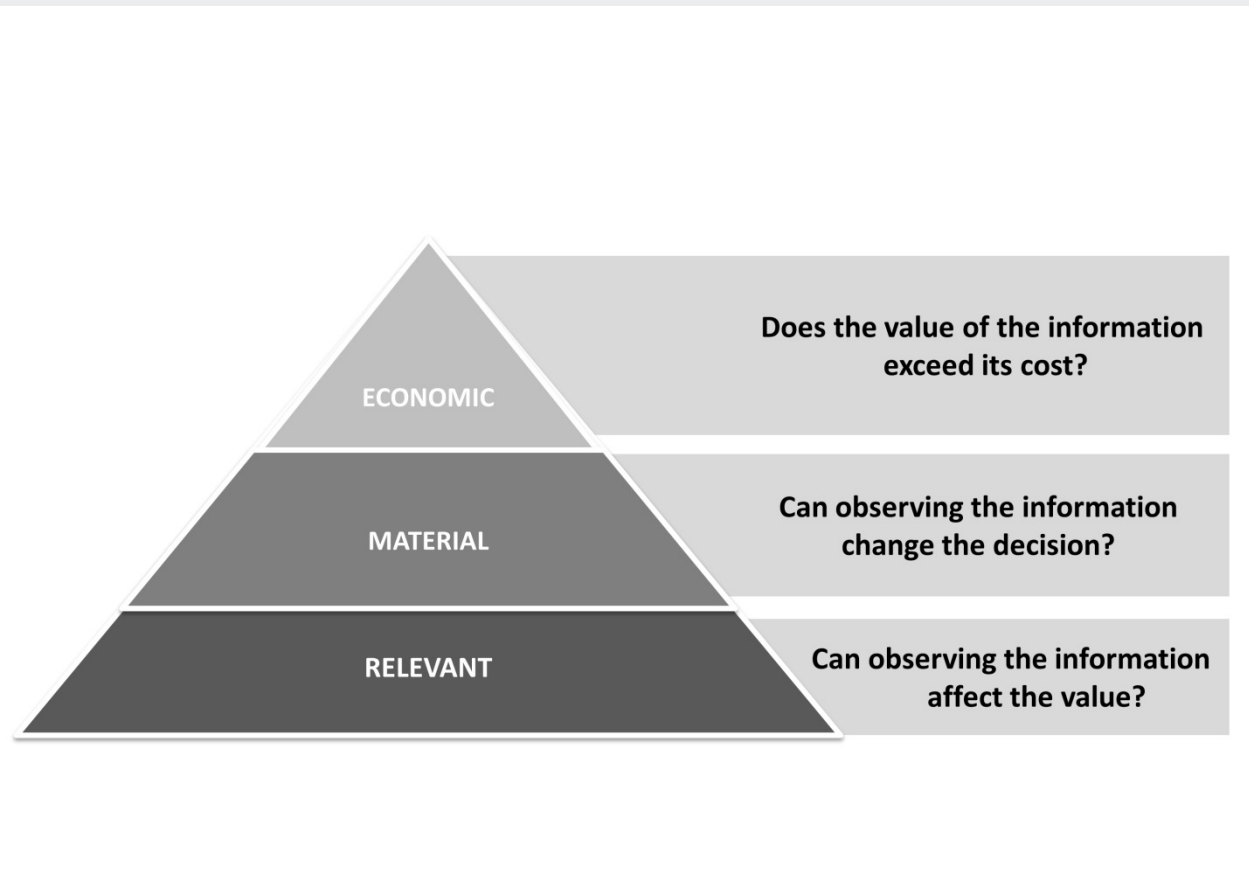 Does the value of the information
exceed its cost?
ECONOMIC
Can observing the information
change the decision?
MATERIAL
Can observing the information
affect the value?
RELEVANT